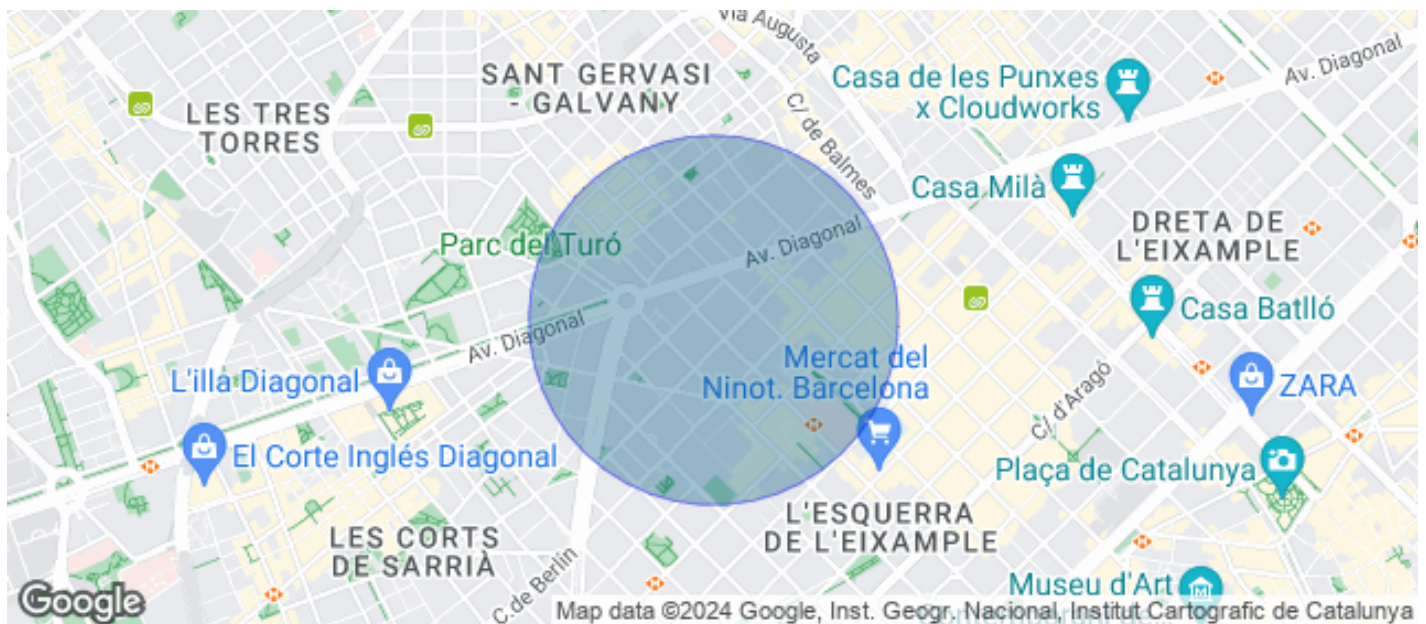 Via Augusta
SANT GERVASI
- GALVANY
Casa de les Punxes
x Cloudworks
Av. Diagonal
LES TRES
TORRES
C/ de Balmes
Casa Milà
DRETA DE
L'EIXAMPLE
Parc del Turó
Av. Diagonal
Casa Batlló
Av. Diagonal
L'illa Diagonal
Mercat del
Ninot. Barcelona
ZARA
C/ d'Aragó
El Corte Inglés Diagonal
Plaça de Catalunya
L'ESQUERRA
DE L'EIXAMPLE
LES CORTS
DE SARRIÀ
C. de Berlín
Museu d'Art
Google
Map data ©2024 Google, Inst. Geogr. Nacional, Institut Cartografic de Catalunya